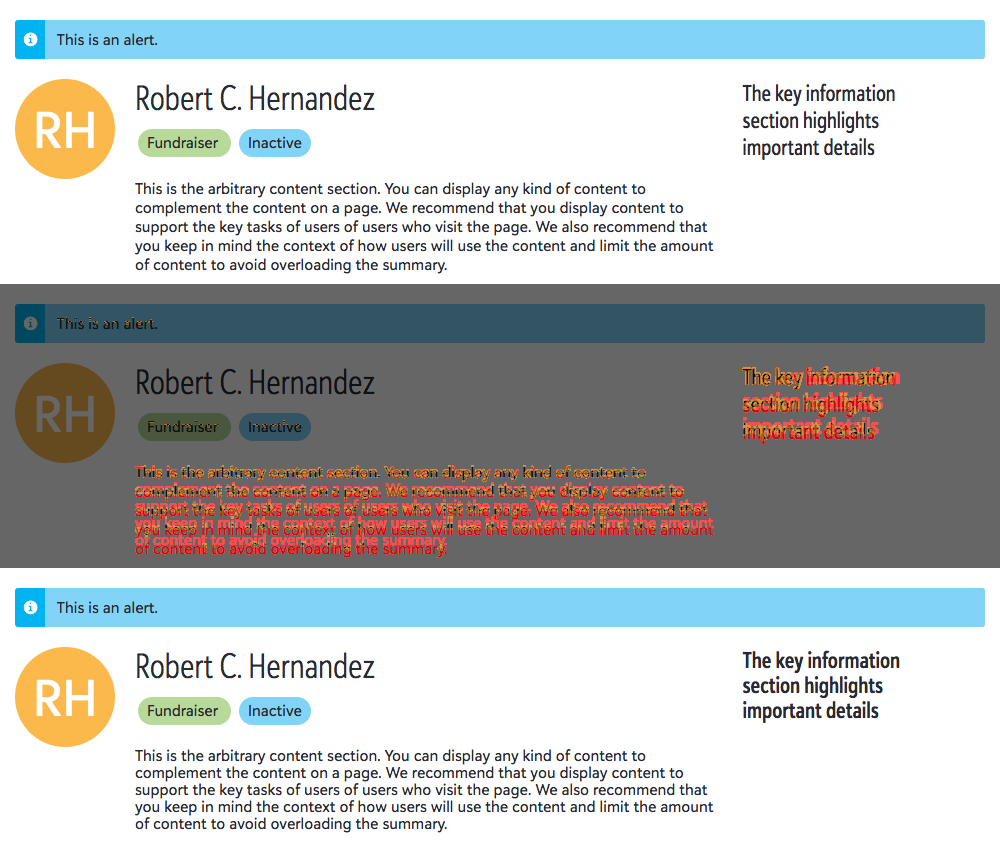 This is an alert.
RH
Robert C. Hernandez
Fundraiser
Inactive
This is the arbitrary content section. You can display any kind of content to
complement the content on a page. We recommend that you display content to
support the key tasks of users of users who visit the page. We also recommend that
you keep in mind the context of how users will use the content and limit the amount
of content to avoid overloading the summary.
The key information
section highlights
important details
This is an alert.
RH
Robert C. Hernandez
Fundraiser
Inactive
This is the arbitrary content section. You can display any kind of content to
complement the content on a page. We recommend that you display content to
support the key tasks of users of users who visit the page. We also recommend that
you keep in mind the context of how users will use the content and limit the amount
of content to avoid overloading the summary.
The key information
section highlights
important details
This is an alert.
RH
Robert C. Hernandez
Fundraiser
Inactive
This is the arbitrary content section. You can display any kind of content to
complement the content on a page. We recommend that you display content to
support the key tasks of users of users who visit the page. We also recommend that
you keep in mind the context of how users will use the content and limit the amount
of content to avoid overloading the summary.
The key information
section highlights
important details